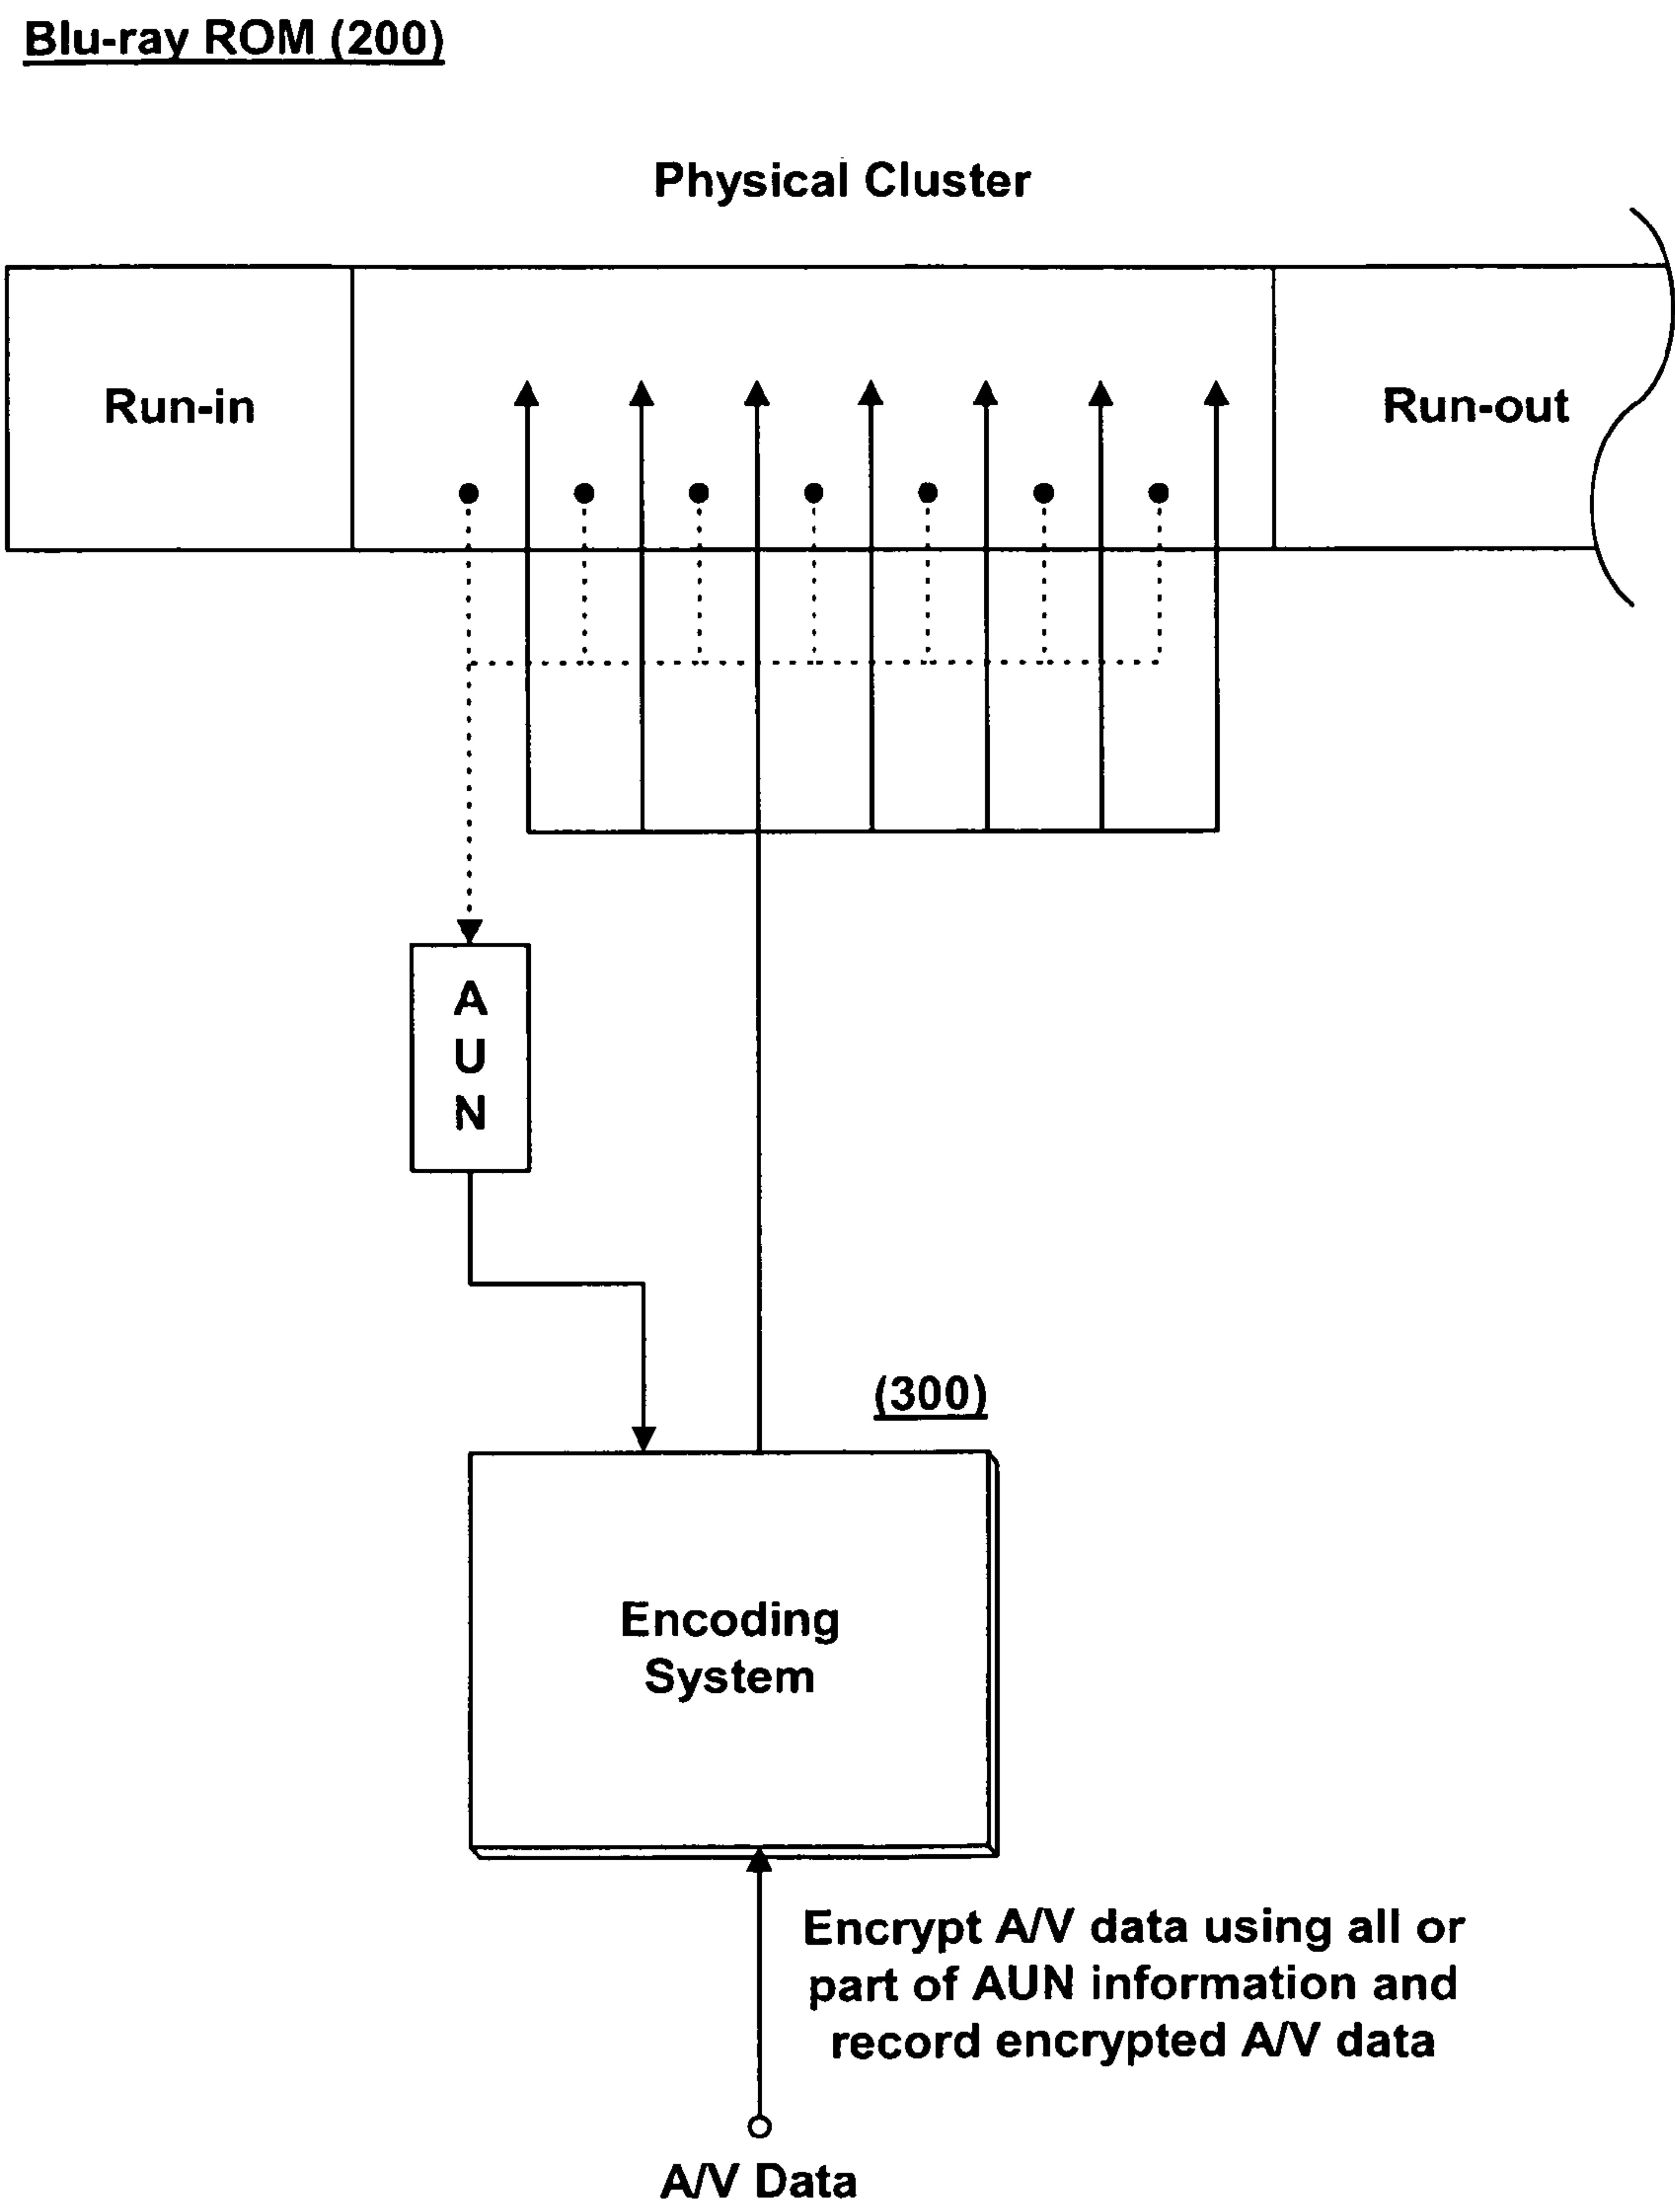 Blu-ray ROM (200)
Physical Cluster
Run-in
Run-out
A
U
N
(300)
Encoding
System
Encrypt A/V data using all or
part of AUN information and
record encrypted A/V data
A/V Data